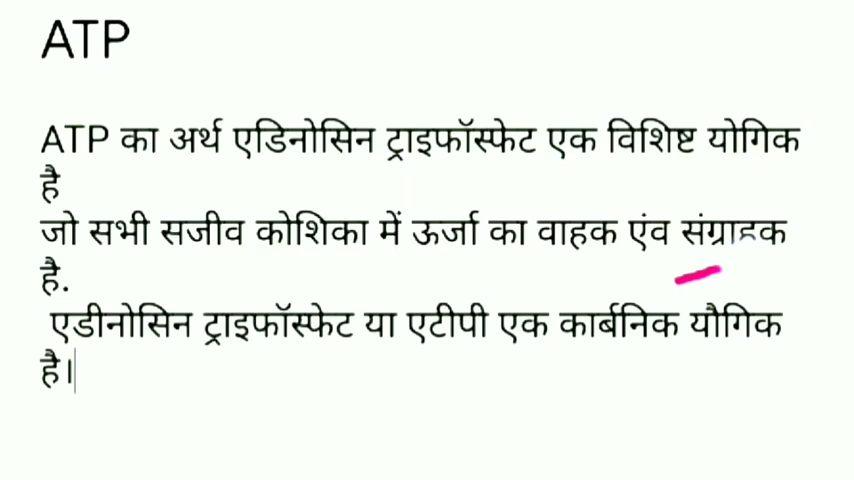 ATP
ATP का अर्थ एडिनोसिन ट्राइफॉस्फेट एक विशिष्ट योगिक
है
जो सभी सजीव कोशिका में ऊर्जा का वाहक एंव संग्राहक
है.
एडीनोसिन ट्राइफॉस्फेट या एटीपी एक कार्बनिक यौगिक
है।